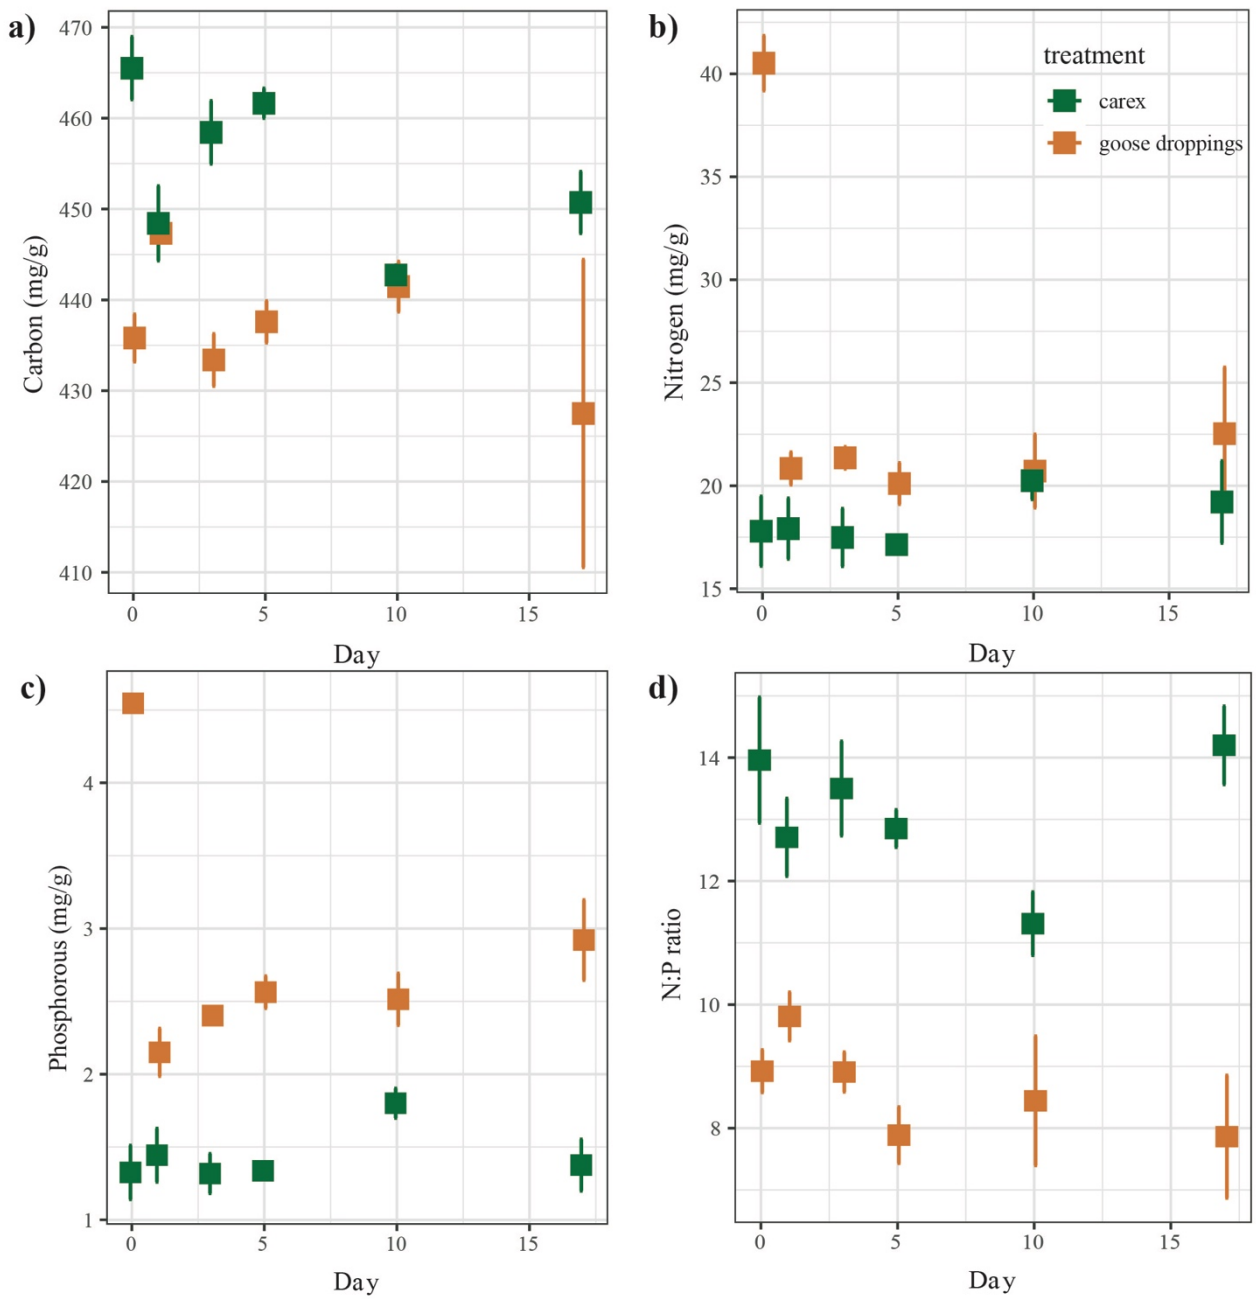 a)
470
460
450
440
430
420
410
Carbon (mg/g)
0 5 10 15
Day
b)
treatment
carex
goose droppings
40
35
30
25
20
15
Nitrogen (mg/g)
0 5 10 15
Day
c)
4
3
2
1
Phosphorous (mg/g)
0 5 10 15
Day
d)
14
12
10
8
N:P ratio
0 5 10 15
Day